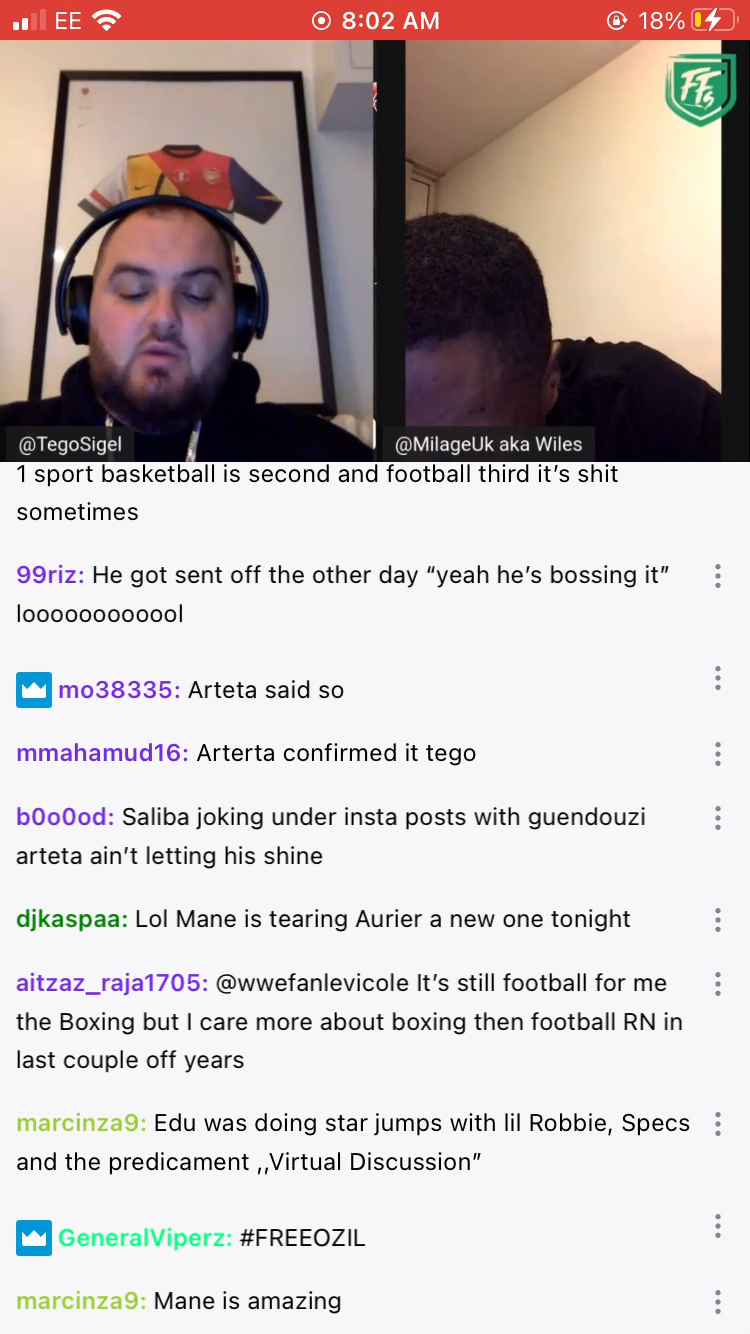 EE 8:02 AM 18%
FFs
@TegoSigel
@MilageUk aka Wiles
1 sport basketball is second and football third it’s shit
sometimes
99riz: He got sent off the other day “yeah he’s bossing it”
looooooooooool
mo38335: Arteta said so
mmahamud16: Arterta confirmed it tego
b0o0od: Saliba joking under insta posts with guendouzi
arteta ain’t letting his shine
djkaspaa: Lol Mane is tearing Aurier a new one tonight
aitzaz_raja1705: @wwefanlevicole It’s still football for me
the Boxing but I care more about boxing then football RN in
last couple off years
marcinza9: Edu was doing star jumps with lil Robbie, Specs
and the predicament ,,Virtual Discussion”
GeneralViperz: #FREEOZIL
marcinza9: Mane is amazing